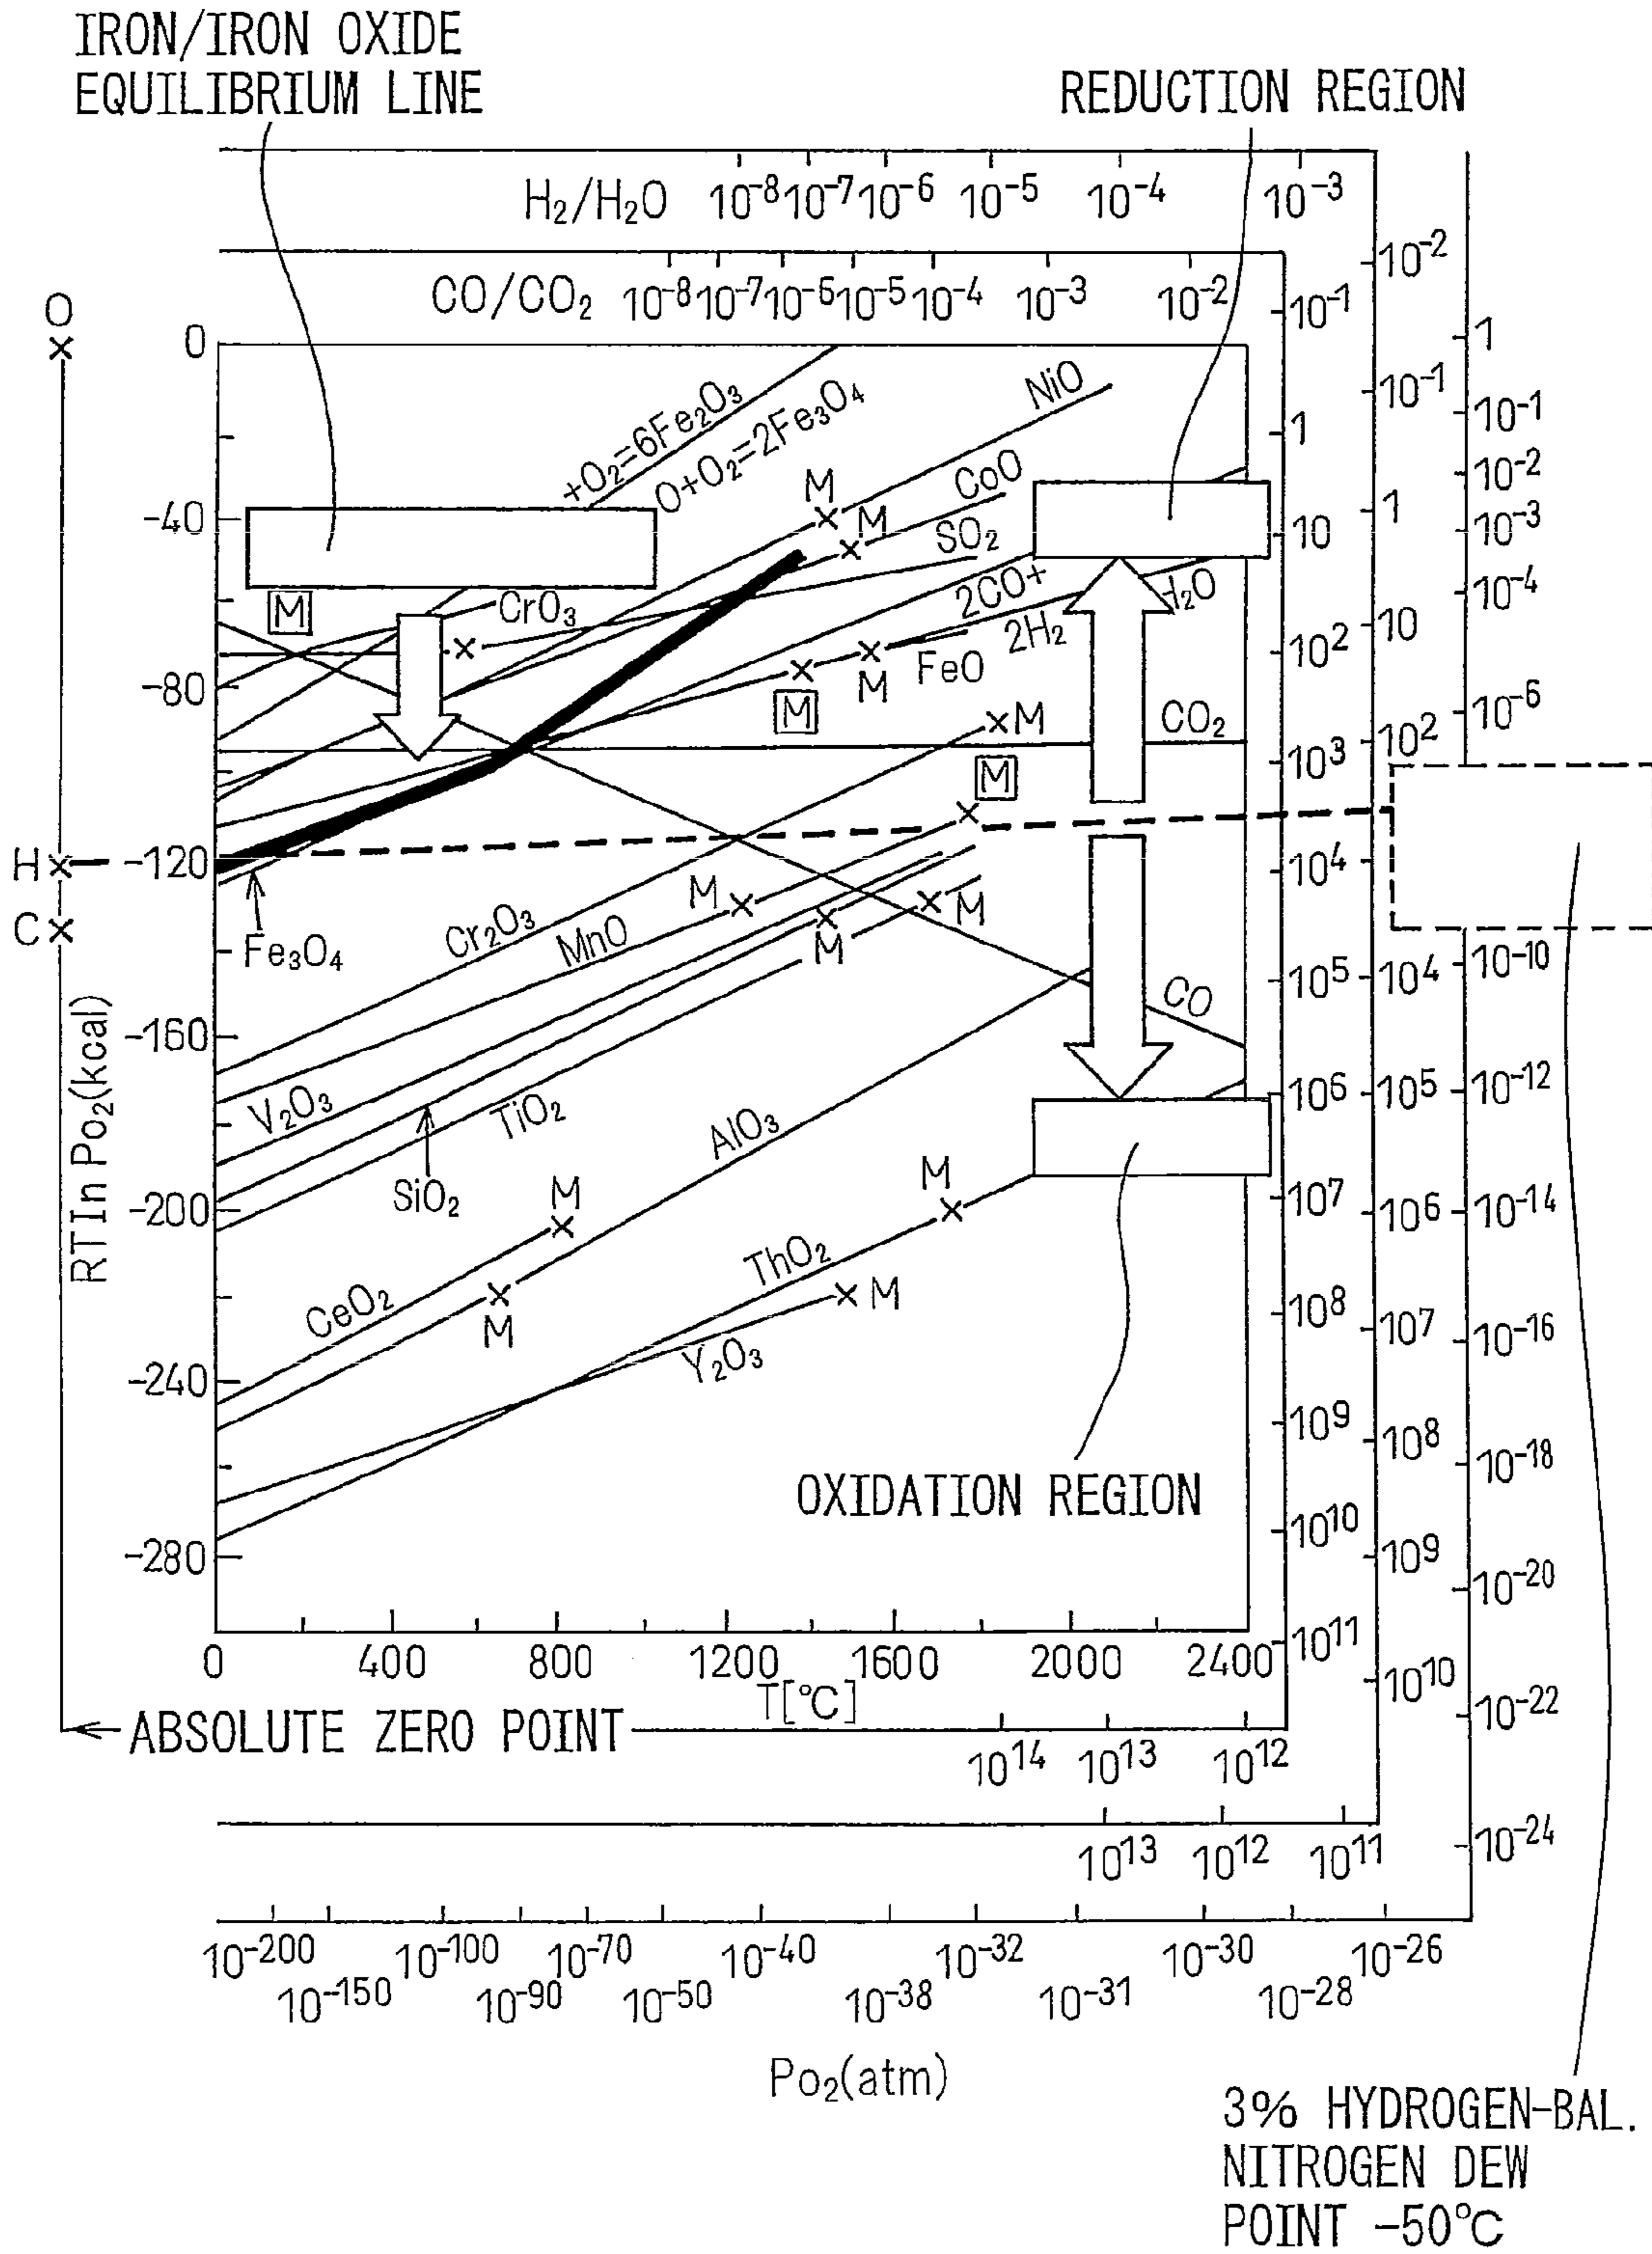 IRON/IRON OXIDE
EQUILIBRIUM LINE
REDUCTION REGION
H₂/H₂O 10⁻⁸ 10⁻⁷ 10⁻⁶ 10⁻⁵ 10⁻⁴ 10⁻³
CO/CO₂ 10⁻⁸ 10⁻⁷ 10⁻⁶ 10⁻⁵ 10⁻⁴ 10⁻³ 10⁻²
O
H
C
RTIn Po₂(kcal)
0
-40
-80
-120
-160
-200
-240
-280
+O₂=6Fe₂O₃
O+O₂=2Fe₃O₄
NiO
M
CoO
M
SO₂
M
CrO₃
2CO+
2H₂
H₂O
FeO
M
M
M
CO₂
M
Fe₃O₄
Cr₂O₃
M
MnO
M
M
CO
V₂O₃
SiO₂
TiO₂
AlO₃
M
M
CeO₂
M
ThO₂
M
Y₂O₃
OXIDATION REGION
0 400 800 1200 1600 2000 2400
T[°C]
ABSOLUTE ZERO POINT
10⁻¹
1
10
10²
10³
10⁴
10⁵
10⁶
10⁷
10⁸
10⁹
10¹⁰
10¹¹
10¹⁴ 10¹³ 10¹²
10⁻²
10⁻¹
1
10
10²
10⁴
10⁵
10⁶
10⁷
10⁸
10⁹
10¹⁰
10¹³ 10¹² 10¹¹
1
10⁻¹
10⁻²
10⁻³
10⁻⁴
10⁻⁶
10⁻¹⁰
10⁻¹²
10⁻¹⁴
10⁻¹⁶
10⁻¹⁸
10⁻²⁰
10⁻²²
10⁻²⁴
10⁻²⁰⁰ 10⁻¹⁰⁰ 10⁻⁷⁰ 10⁻⁴⁰ 10⁻³² 10⁻³⁰ 10⁻²⁶
10⁻¹⁵⁰ 10⁻⁹⁰ 10⁻⁵⁰ 10⁻³⁸ 10⁻³¹ 10⁻²⁸
Po₂(atm)
3% HYDROGEN-BAL.
NITROGEN DEW
POINT -50°C